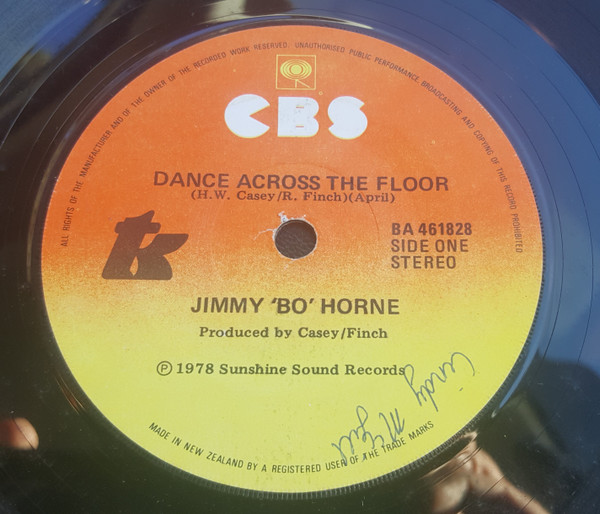 ALL RIGHTS OF THE MANUFACTURER AND OF THE OWNER OF THE RECORDED WORK RESERVED. UNAUTHORISED PUBLIC PERFORMANCE, BROADCASTING AND COPYING OF THIS RECORD PROHIBITED
CBS
DANCE ACROSS THE FLOOR
(H.W. Casey/R. Finch)(April)
tk
BA 461828
SIDE ONE
STEREO
JIMMY 'BO' HORNE
Produced by Casey/Finch
℗ 1978 Sunshine Sound Records
Cindy
MADE IN NEW ZEALAND BY A REGISTERED USER OF THE TRADE MARKS